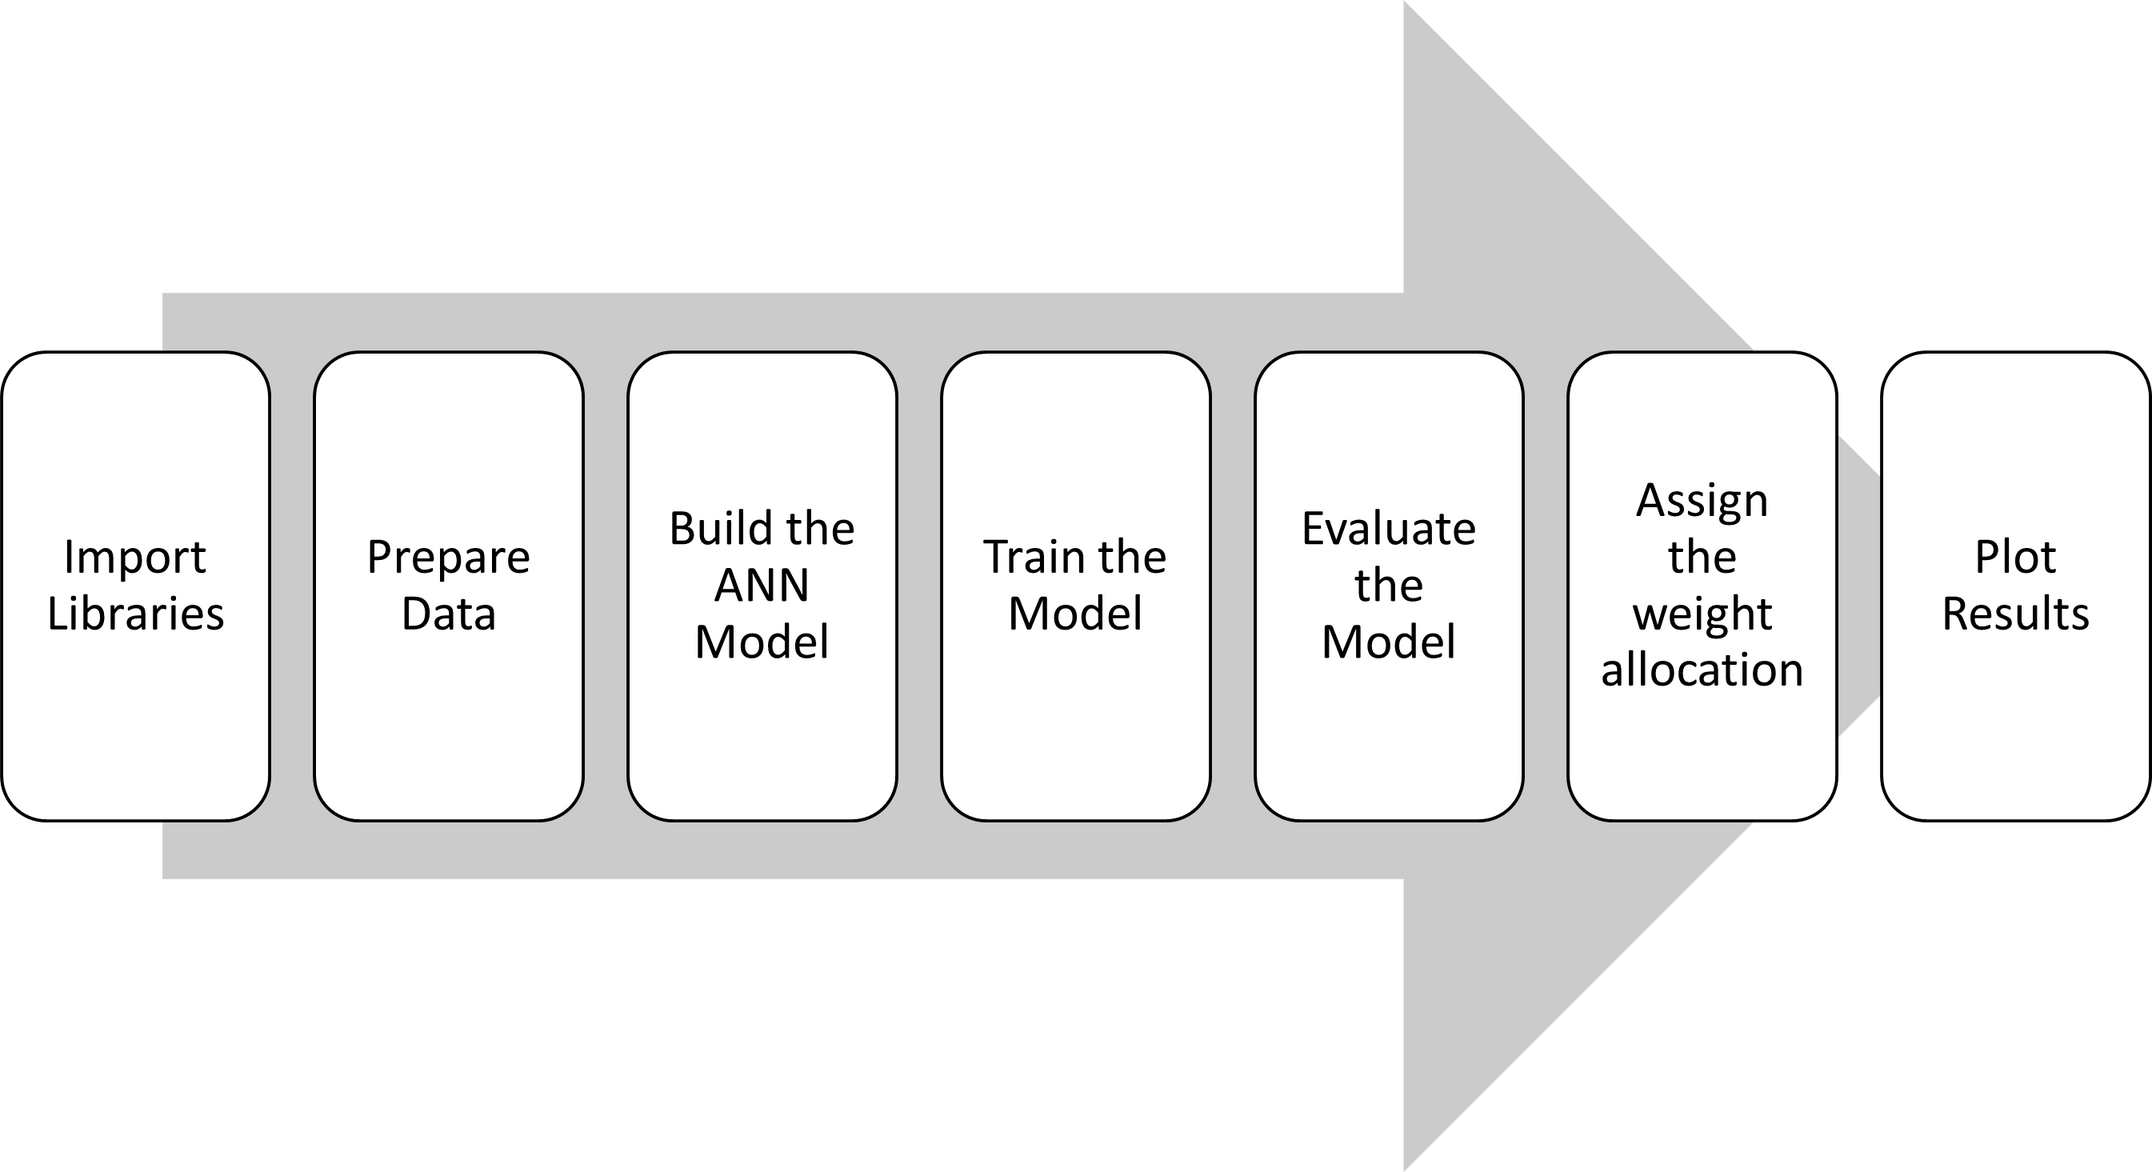 Import
Libraries
Prepare
Data
Build the
ANN
Model
Train the
Model
Evaluate
the
Model
Assign
the
weight
allocation
Plot
Results